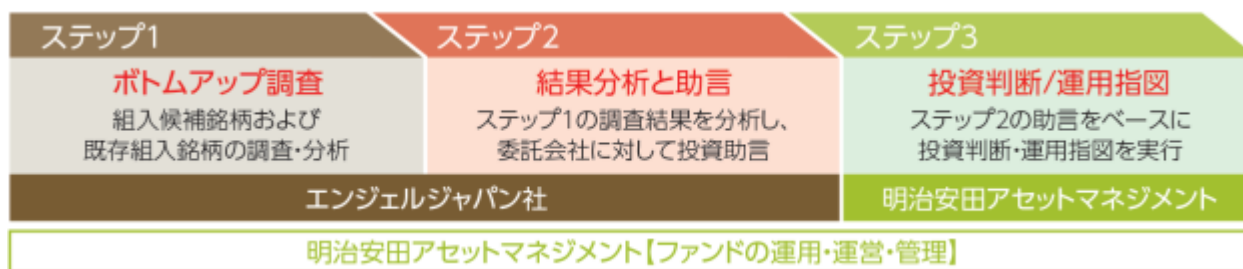 ステップ1
ボトムアップ調査
組入候補銘柄および
既存組入銘柄の調査・分析
ステップ2
結果分析と助言
ステップ1の調査結果を分析し、
委託会社に対して投資助言
ステップ3
投資判断/運用指図
ステップ2の助言をベースに
投資判断・運用指図を実行
エンジェルジャパン社
明治安田アセットマネジメント
明治安田アセットマネジメント【ファンドの運用・運営・管理】